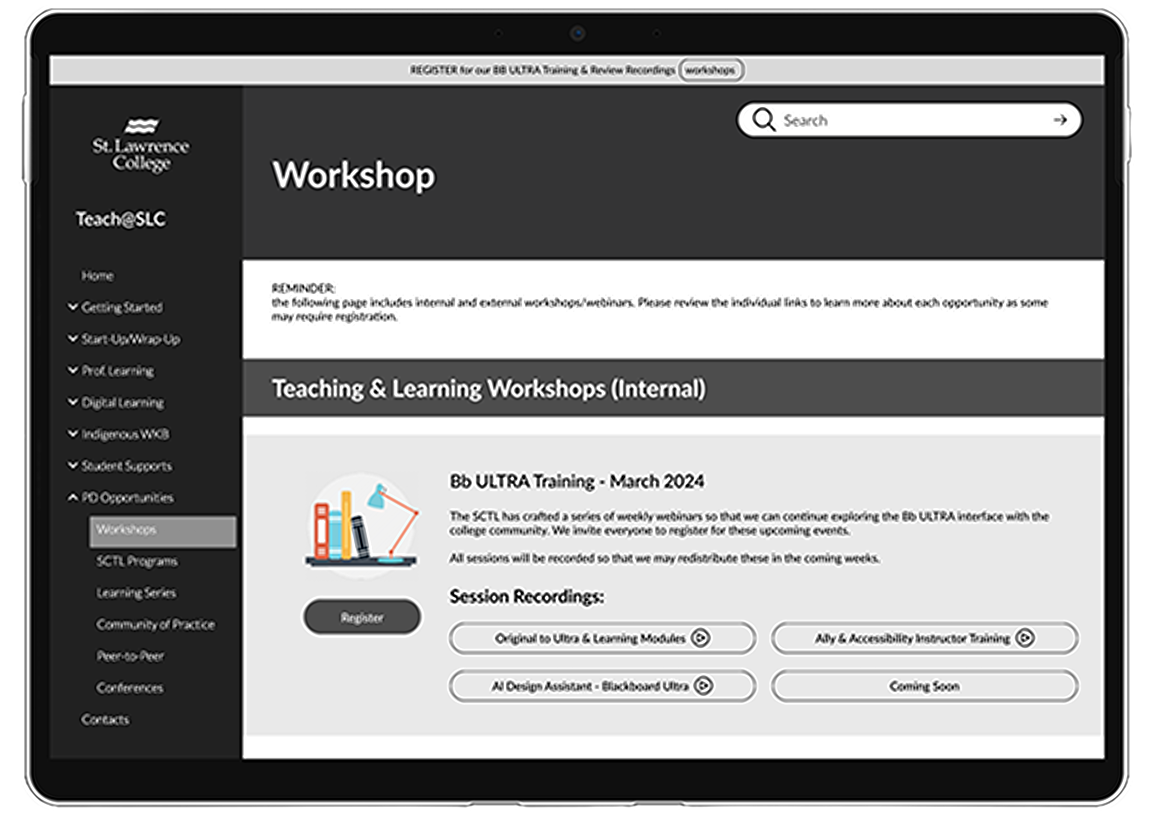 REGISTER for our BB ULTRA Training & Review Recordings workshops
St. Lawrence
College
Teach@SLC
Home
Getting Started
Start-Up/Wrap-Up
Prof. Learning
Digital Learning
Indigenous WKB
Student Supports
PD Opportunities
Workshops
SCTL Programs
Learning Series
Community of Practice
Peer-to-Peer
Conferences
Contacts
Search
Workshop
REMINDER:
the following page includes internal and external workshops/webinars. Please review the individual links to learn more about each opportunity as some
may require registration.
Teaching & Learning Workshops (Internal)
Register
Bb ULTRA Training - March 2024
The SCTL has crafted a series of weekly webinars so that we can continue exploring the Bb ULTRA interface with the
college community. We invite everyone to register for these upcoming events.
All sessions will be recorded so that we may redistribute these in the coming weeks.
Session Recordings:
Original to Ultra & Learning Modules
Ally & Accessibility Instructor Training
AI Design Assistant - Blackboard Ultra
Coming Soon